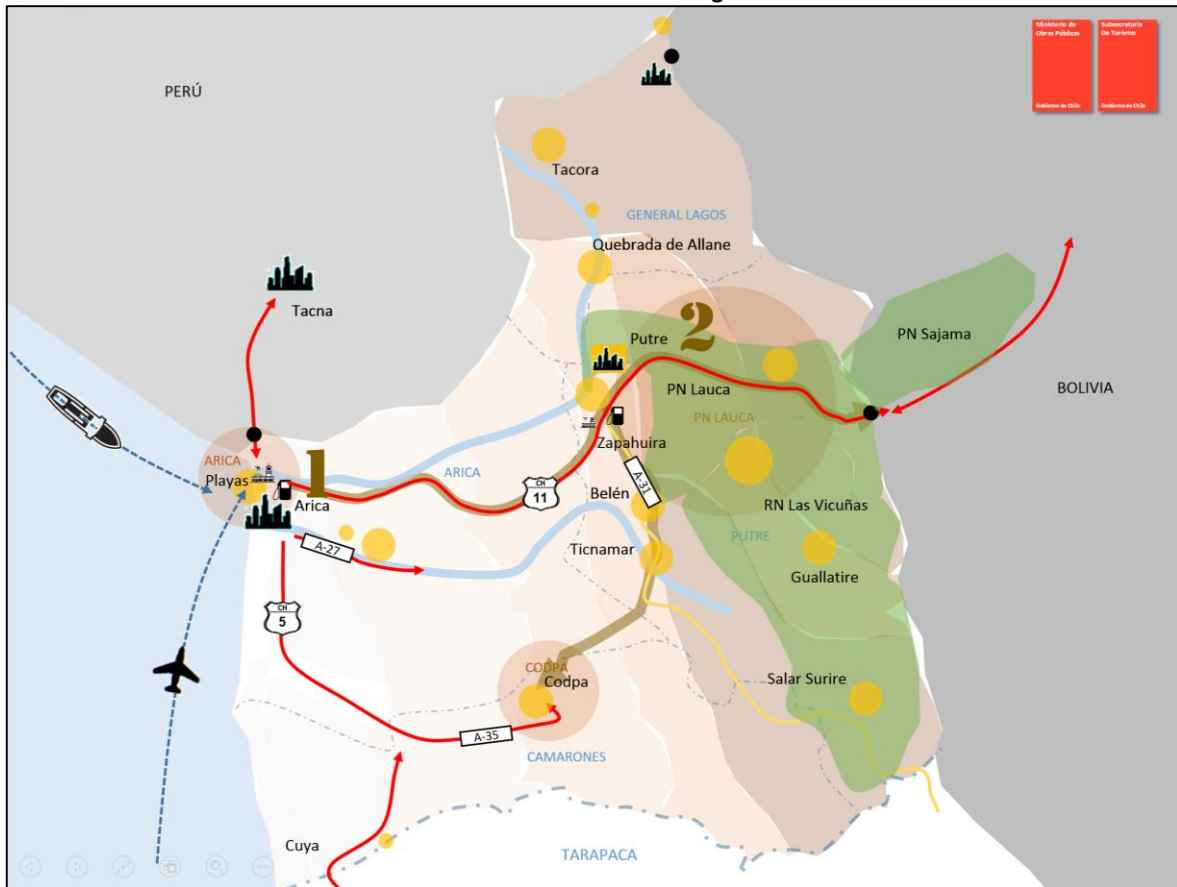 Ministerio de
Obras Públicas
Gobierno de Chile
Subsecretaría
De Turismo
Gobierno de Chile
PERÚ
Tacora
GENERAL LAGOS
Quebrada de Allane
Tacna
Putre
2
PN Sajama
PN Lauca
BOLIVIA
PN LAUCA
Zapahuira
ARICA
Playas
1
Arica
ARICA
CH
11
A-31
Belén
RN Las Vicuñas
PUTRE
Ticnamar
Guallatire
A-27
CH
5
CODPA
Codpa
Salar Surire
A-35
CAMARONES
Cuya
TARAPACA